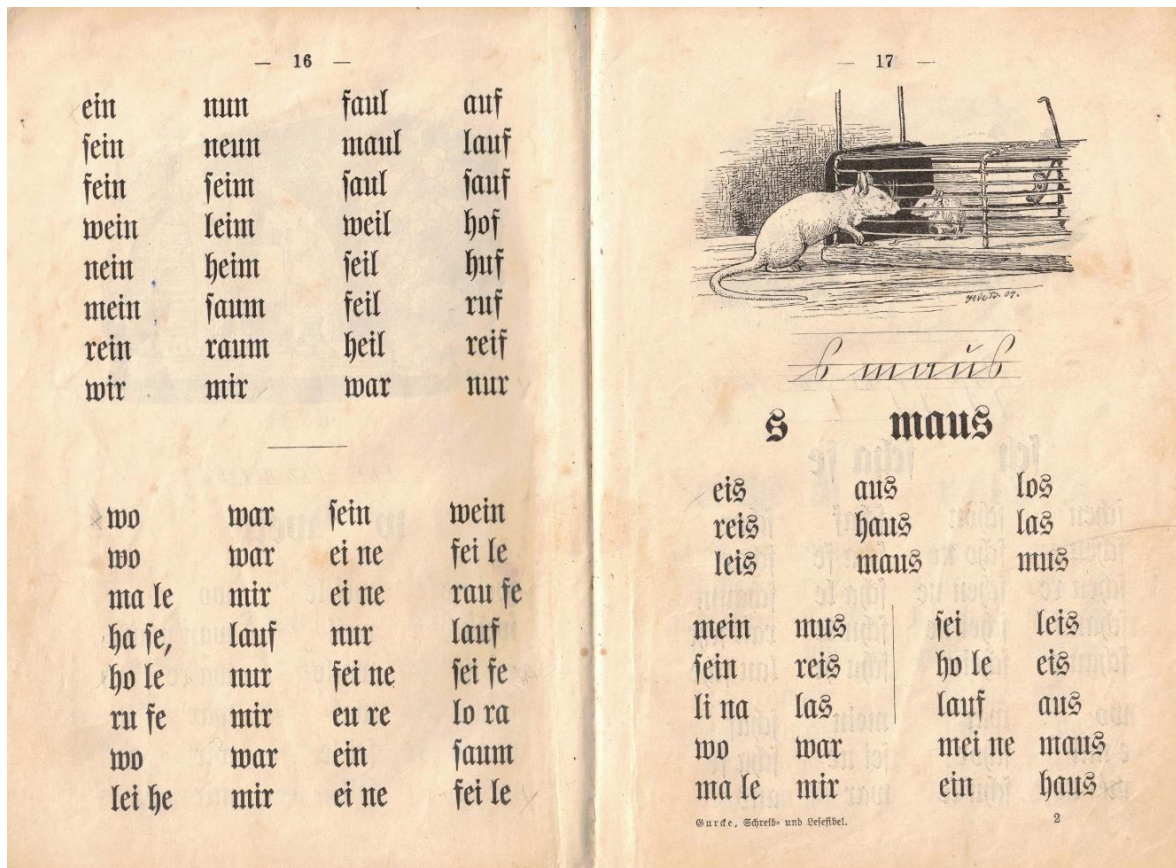 — 16 —
ein nun faul auf
ſein neun maul lauf
fein ſeim ſaul ſauf
wein leim weil hof
nein heim ſeil huf
mein ſaum feil ruf
rein raum heil reif
wir mir war nur
wo war ſein wein
wo war ei ne fei le
ma le mir ei ne rau fe
ha ſe, lauf nur lauf
ho le nur fei ne ſei fe
ru fe mir eu re lo ra
wo war ein ſaum
lei he mir ei ne fei le
— 17 —
s maus
s maus
eis aus los
reis haus las
leis maus mus
mein mus ſei leis
ſein reis ho le eis
li na las lauf aus
wo war mei ne maus
ma le mir ein haus
Gurcke, Schreib- und Leſefibel. 2